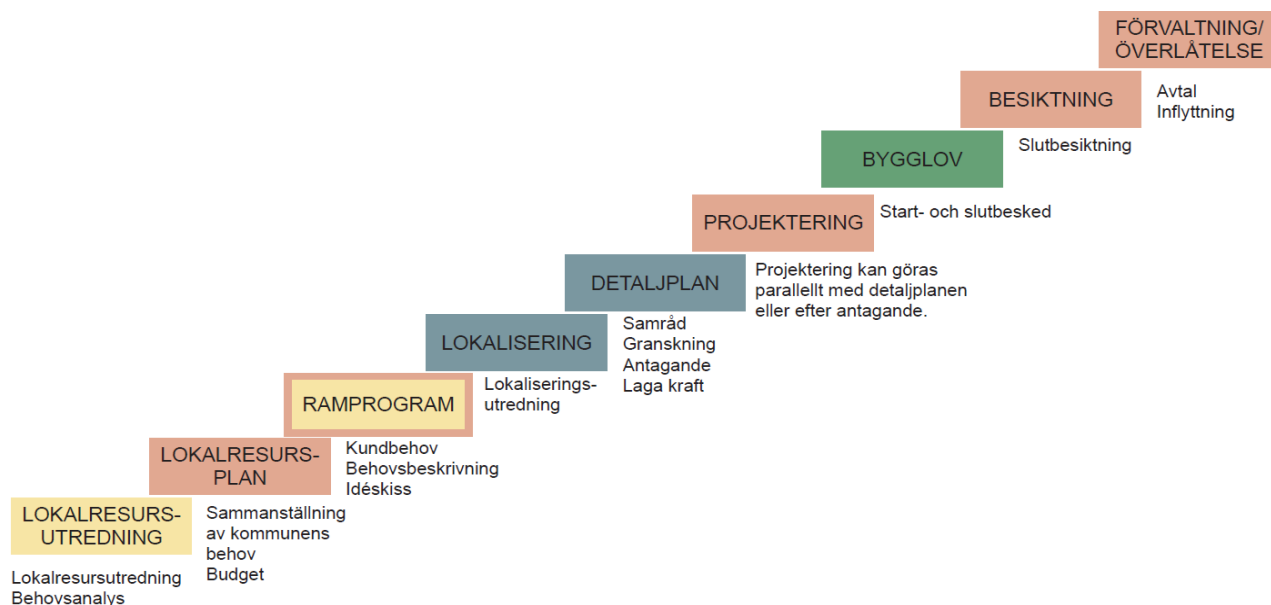 FÖRVALTNING/
ÖVERLÅTELSE
Avtal
Inflyttning
BESIKTNING
Slutbesiktning
BYGGLOV
Start- och slutbesked
PROJEKTERING
Projektering kan göras
parallellt med detaljplanen
eller efter antagande.
DETALJPLAN
Samråd
Granskning
Antagande
Laga kraft
LOKALISERING
Lokaliserings-
utredning
RAMPROGRAM
Kundbehov
Behovsbeskrivning
Idéskiss
LOKALRESURS-
PLAN
Sammanställning
av kommunens
behov
Budget
LOKALRESURS-
UTREDNING
Lokalresursutredning
Behovsanalys